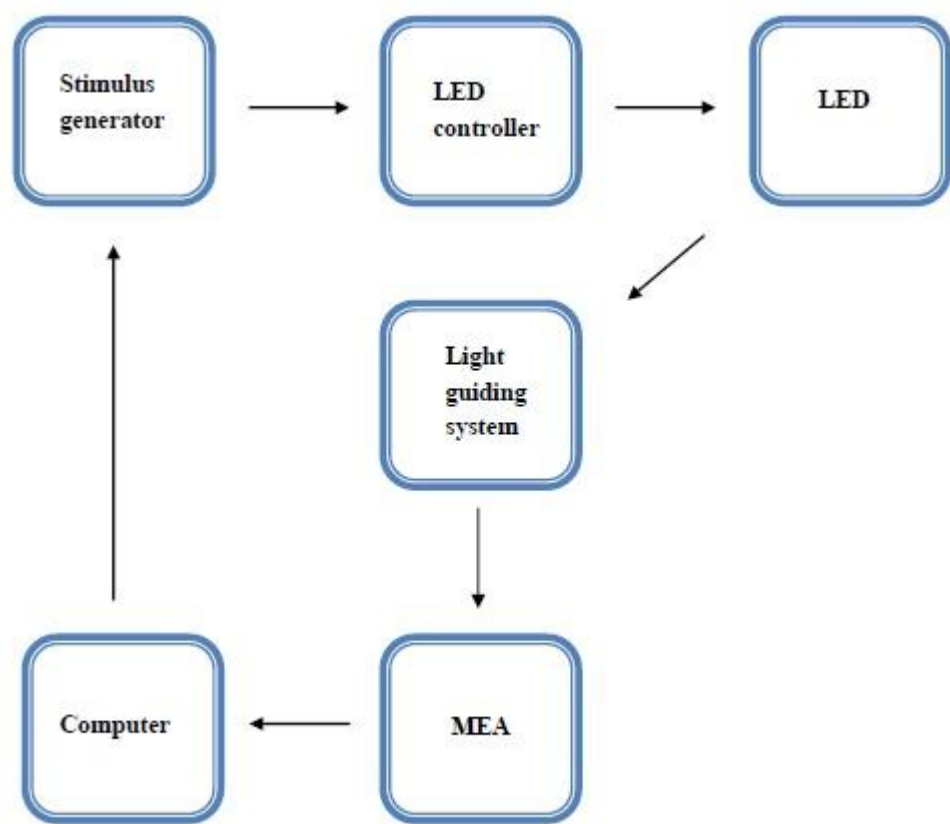 Stimulus
generator
LED
controller
LED
Light
guiding
system
Computer
MEA